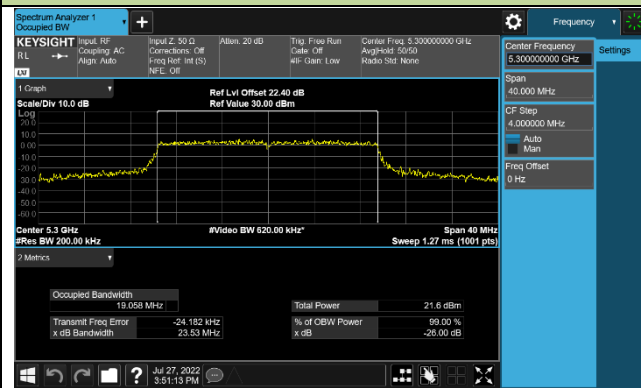 Spectrum Analyzer 1
Occupied BW
+
Frequency
KEYSIGHT
RL
LXI
Input: RF
Coupling: AC
Align: Auto
Input Z: 50 Ω
Corrections: Off
Freq Ref: Int (S)
NFE: Off
Atten: 20 dB
Trig: Free Run
Gate: Off
#IF Gain: Low
Center Freq: 5.300000000 GHz
Avg|Hold: 50/50
Radio Std: None
Center Frequency
5.300000000 GHz
Settings
Span
40.000 MHz
CF Step
4.000000 MHz
Auto
Man
Freq Offset
0 Hz
1 Graph
Scale/Div 10.0 dB
Ref Lvl Offset 22.40 dB
Ref Value 30.00 dBm
Log
20.0
10.0
0.00
-10.0
-20.0
-30.0
-40.0
-50.0
-60.0
Center 5.3 GHz
#Res BW 200.00 kHz
#Video BW 620.00 kHz*
Span 40 MHz
Sweep 1.27 ms (1001 pts)
2 Metrics
Occupied Bandwidth
19.058 MHz
Total Power
21.6 dBm
Transmit Freq Error
-24.182 kHz
% of OBW Power
99.00 %
x dB Bandwidth
23.53 MHz
x dB
-26.00 dB
?
Jul 27, 2022
3:51:13 PM